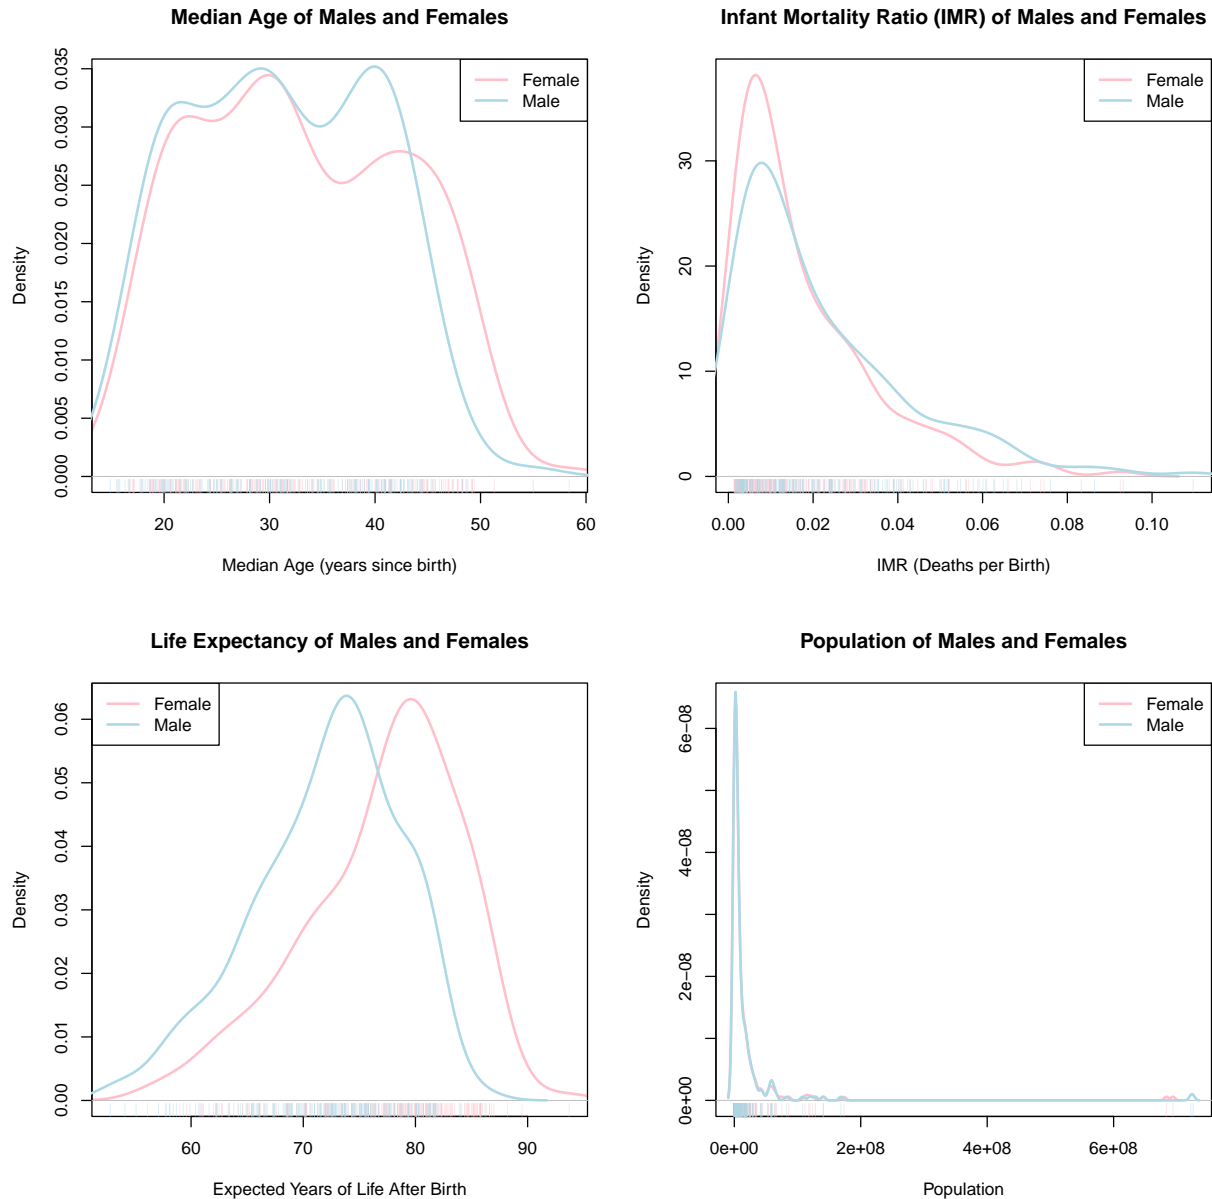 Median Age of Males and Females
Female
Male
Density
0.000
0.005
0.010
0.015
0.020
0.025
0.030
0.035
20
30
40
50
60
Median Age (years since birth)
Infant Mortality Ratio (IMR) of Males and Females
Female
Male
Density
0
10
20
30
0.00
0.02
0.04
0.06
0.08
0.10
IMR (Deaths per Birth)
Life Expectancy of Males and Females
Female
Male
Density
0.00
0.01
0.02
0.03
0.04
0.05
0.06
60
70
80
90
Expected Years of Life After Birth
Population of Males and Females
Female
Male
Density
0e+00
2e-08
4e-08
6e-08
0e+00
2e+08
4e+08
6e+08
Population